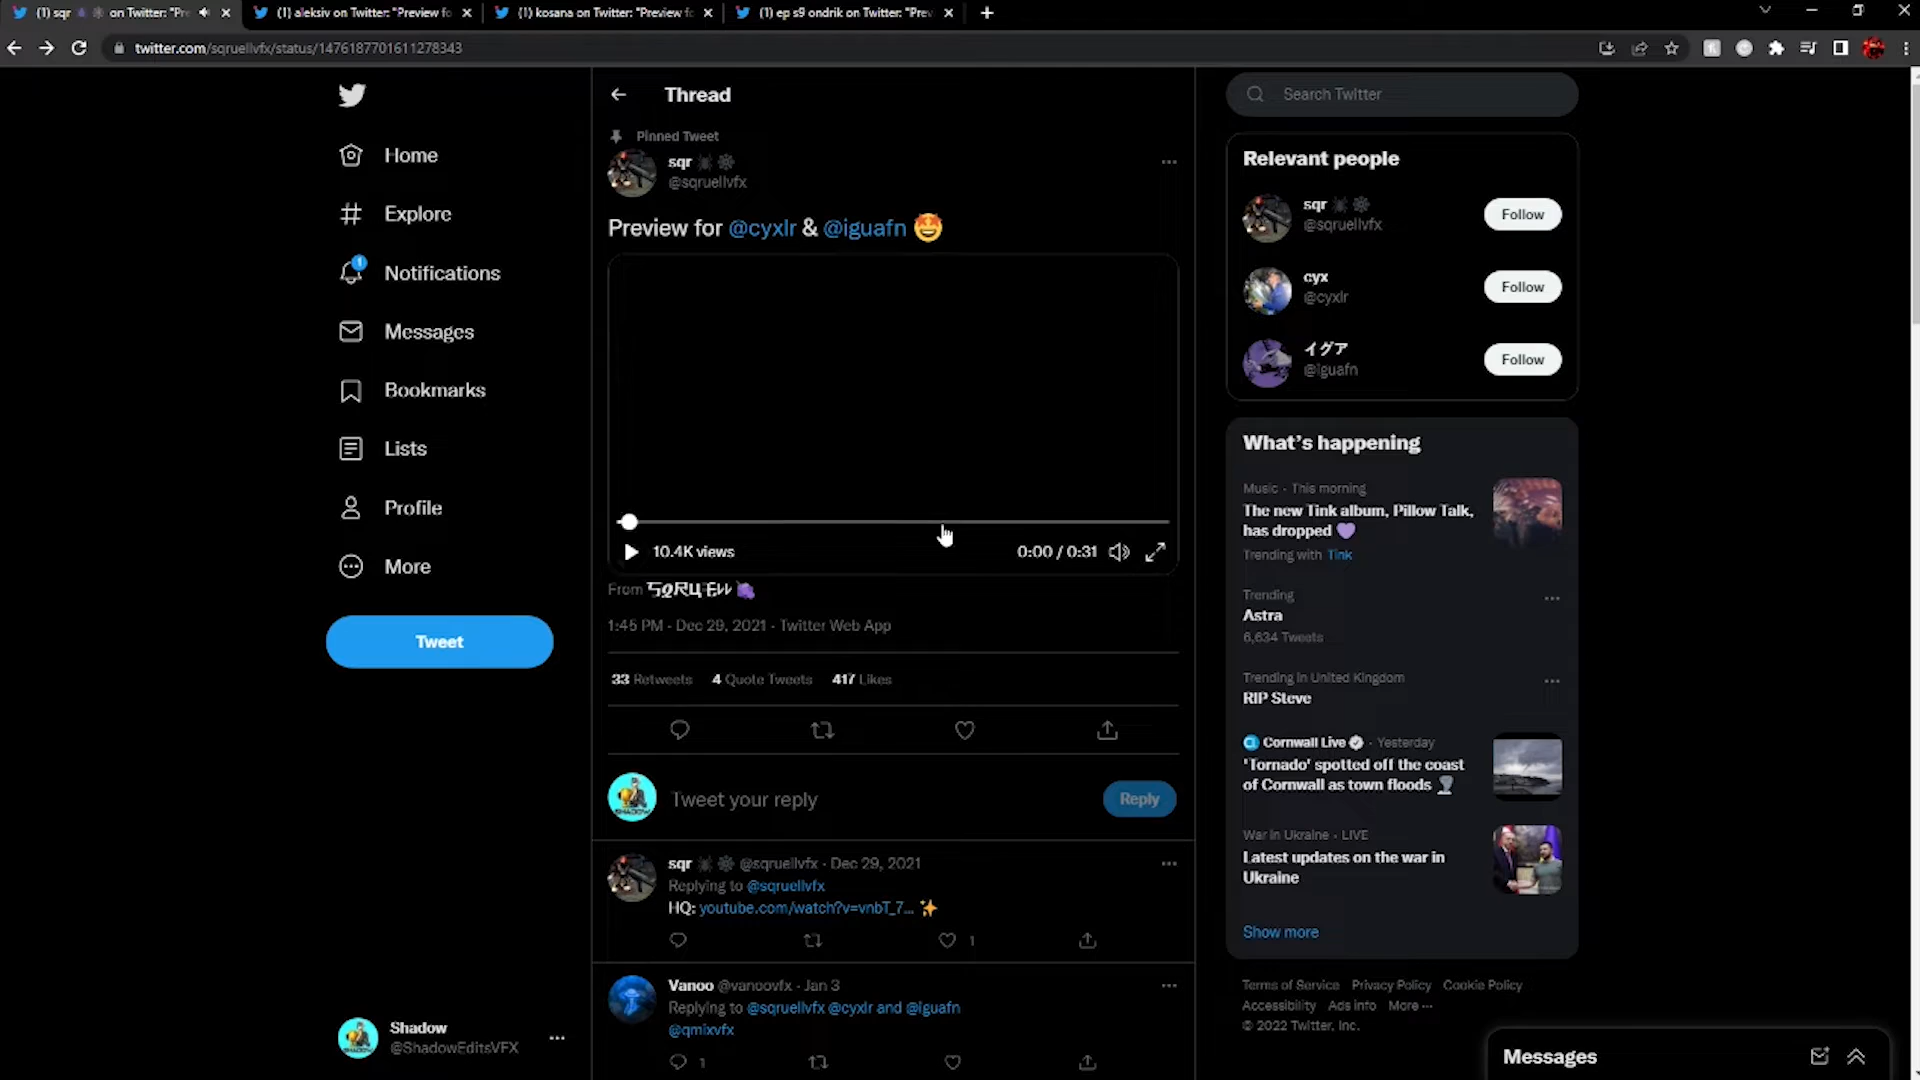 (1) sqr on Twitter: "Pre
(1) aleksiv on Twitter: "Preview fo
(1) kosana on Twitter: "Preview fo
(1) ep s9 ondrik on Twitter: "Prev
twitter.com/sqruellvfx/status/1476187701611278343
Home
Explore
1
Notifications
Messages
Bookmarks
Lists
Profile
More
Tweet
Shadow
@ShadowEditsVFX
Thread
Pinned Tweet
sqr
@sqruellvfx
Preview for @cyxlr & @iguafn 🤩
10.4K views
0:00 / 0:31
From
1:45 PM · Dec 29, 2021 · Twitter Web App
33 Retweets 4 Quote Tweets 417 Likes
Tweet your reply
Reply
sqr @sqruellvfx · Dec 29, 2021
Replying to @sqruellvfx
HQ: youtube.com/watch?v=vnbT_7... ✨
1
Vanoo @vanoovfx · Jan 3
Replying to @sqruellvfx @cyxlr and @iguafn
@qmixvfx
1
Search Twitter
Relevant people
sqr
@sqruellvfx
Follow
cyx
@cyxlr
Follow
イグア
@iguafn
Follow
What's happening
Music · This morning
The new Tink album, Pillow Talk,
has dropped 💜
Trending with Tink
Trending
Astra
6,634 Tweets
Trending in United Kingdom
RIP Steve
Cornwall Live · Yesterday
'Tornado' spotted off the coast
of Cornwall as town floods 🌪
War in Ukraine · LIVE
Latest updates on the war in
Ukraine
Show more
Terms of Service Privacy Policy Cookie Policy
Accessibility Ads info More ···
© 2022 Twitter, Inc.
Messages